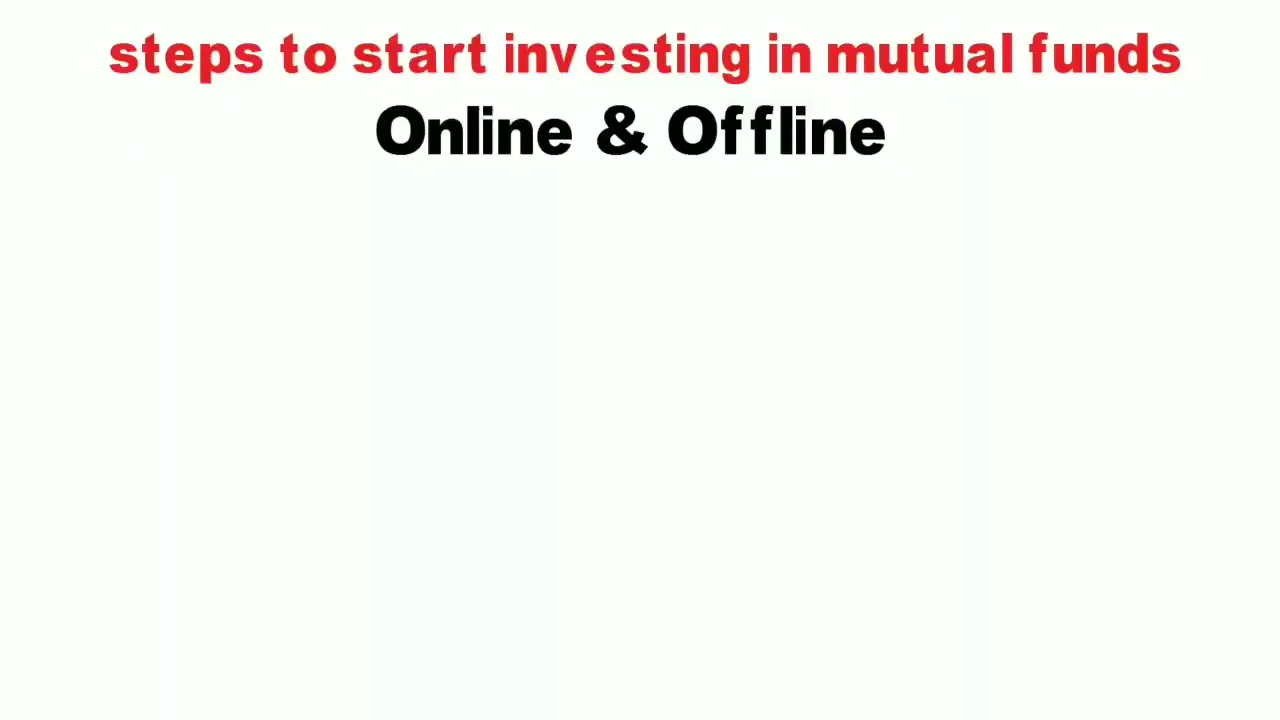 steps to start investing in mutual funds
Online & Offline